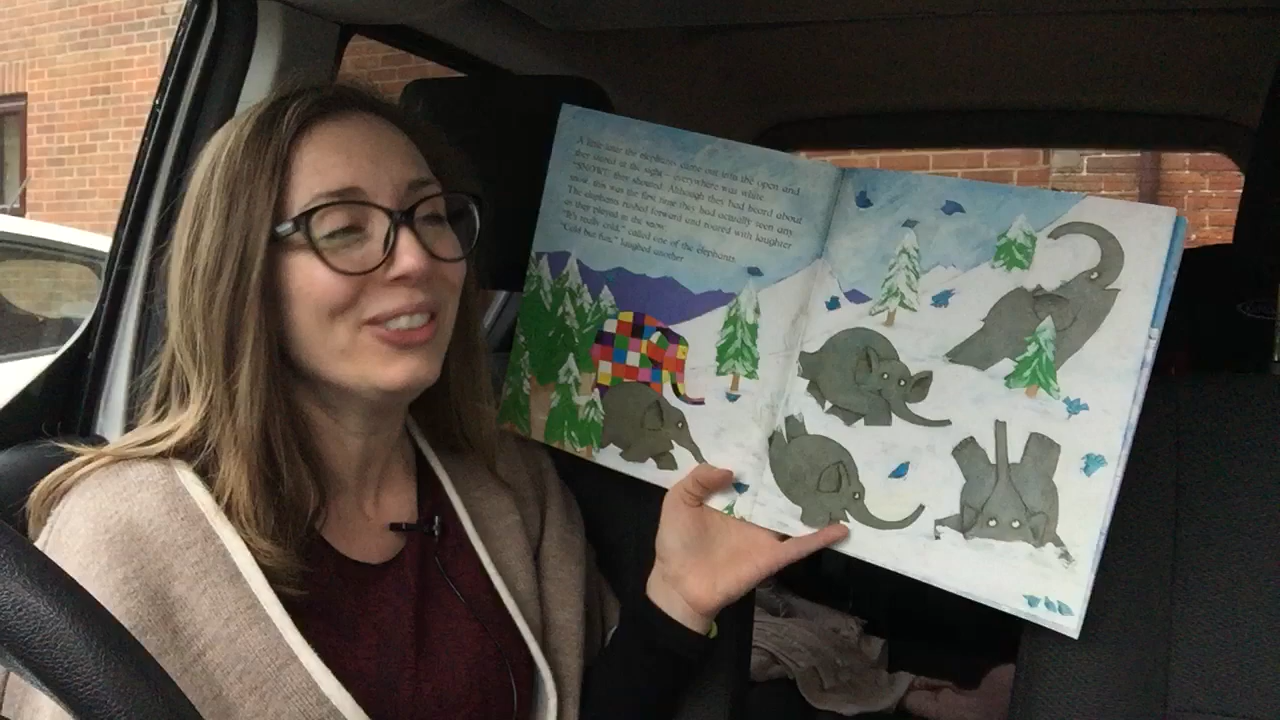 A little later the elephants came out into the open and
they stared at the sight – everywhere was white.
"SNOW!" they shouted. Although they had heard about
snow, this was the first time they had actually seen any.
The elephants rushed forward and roared with laughter
as they played in the snow.
"It's really cold," called one of the elephants.
"Cold but fun," laughed another.